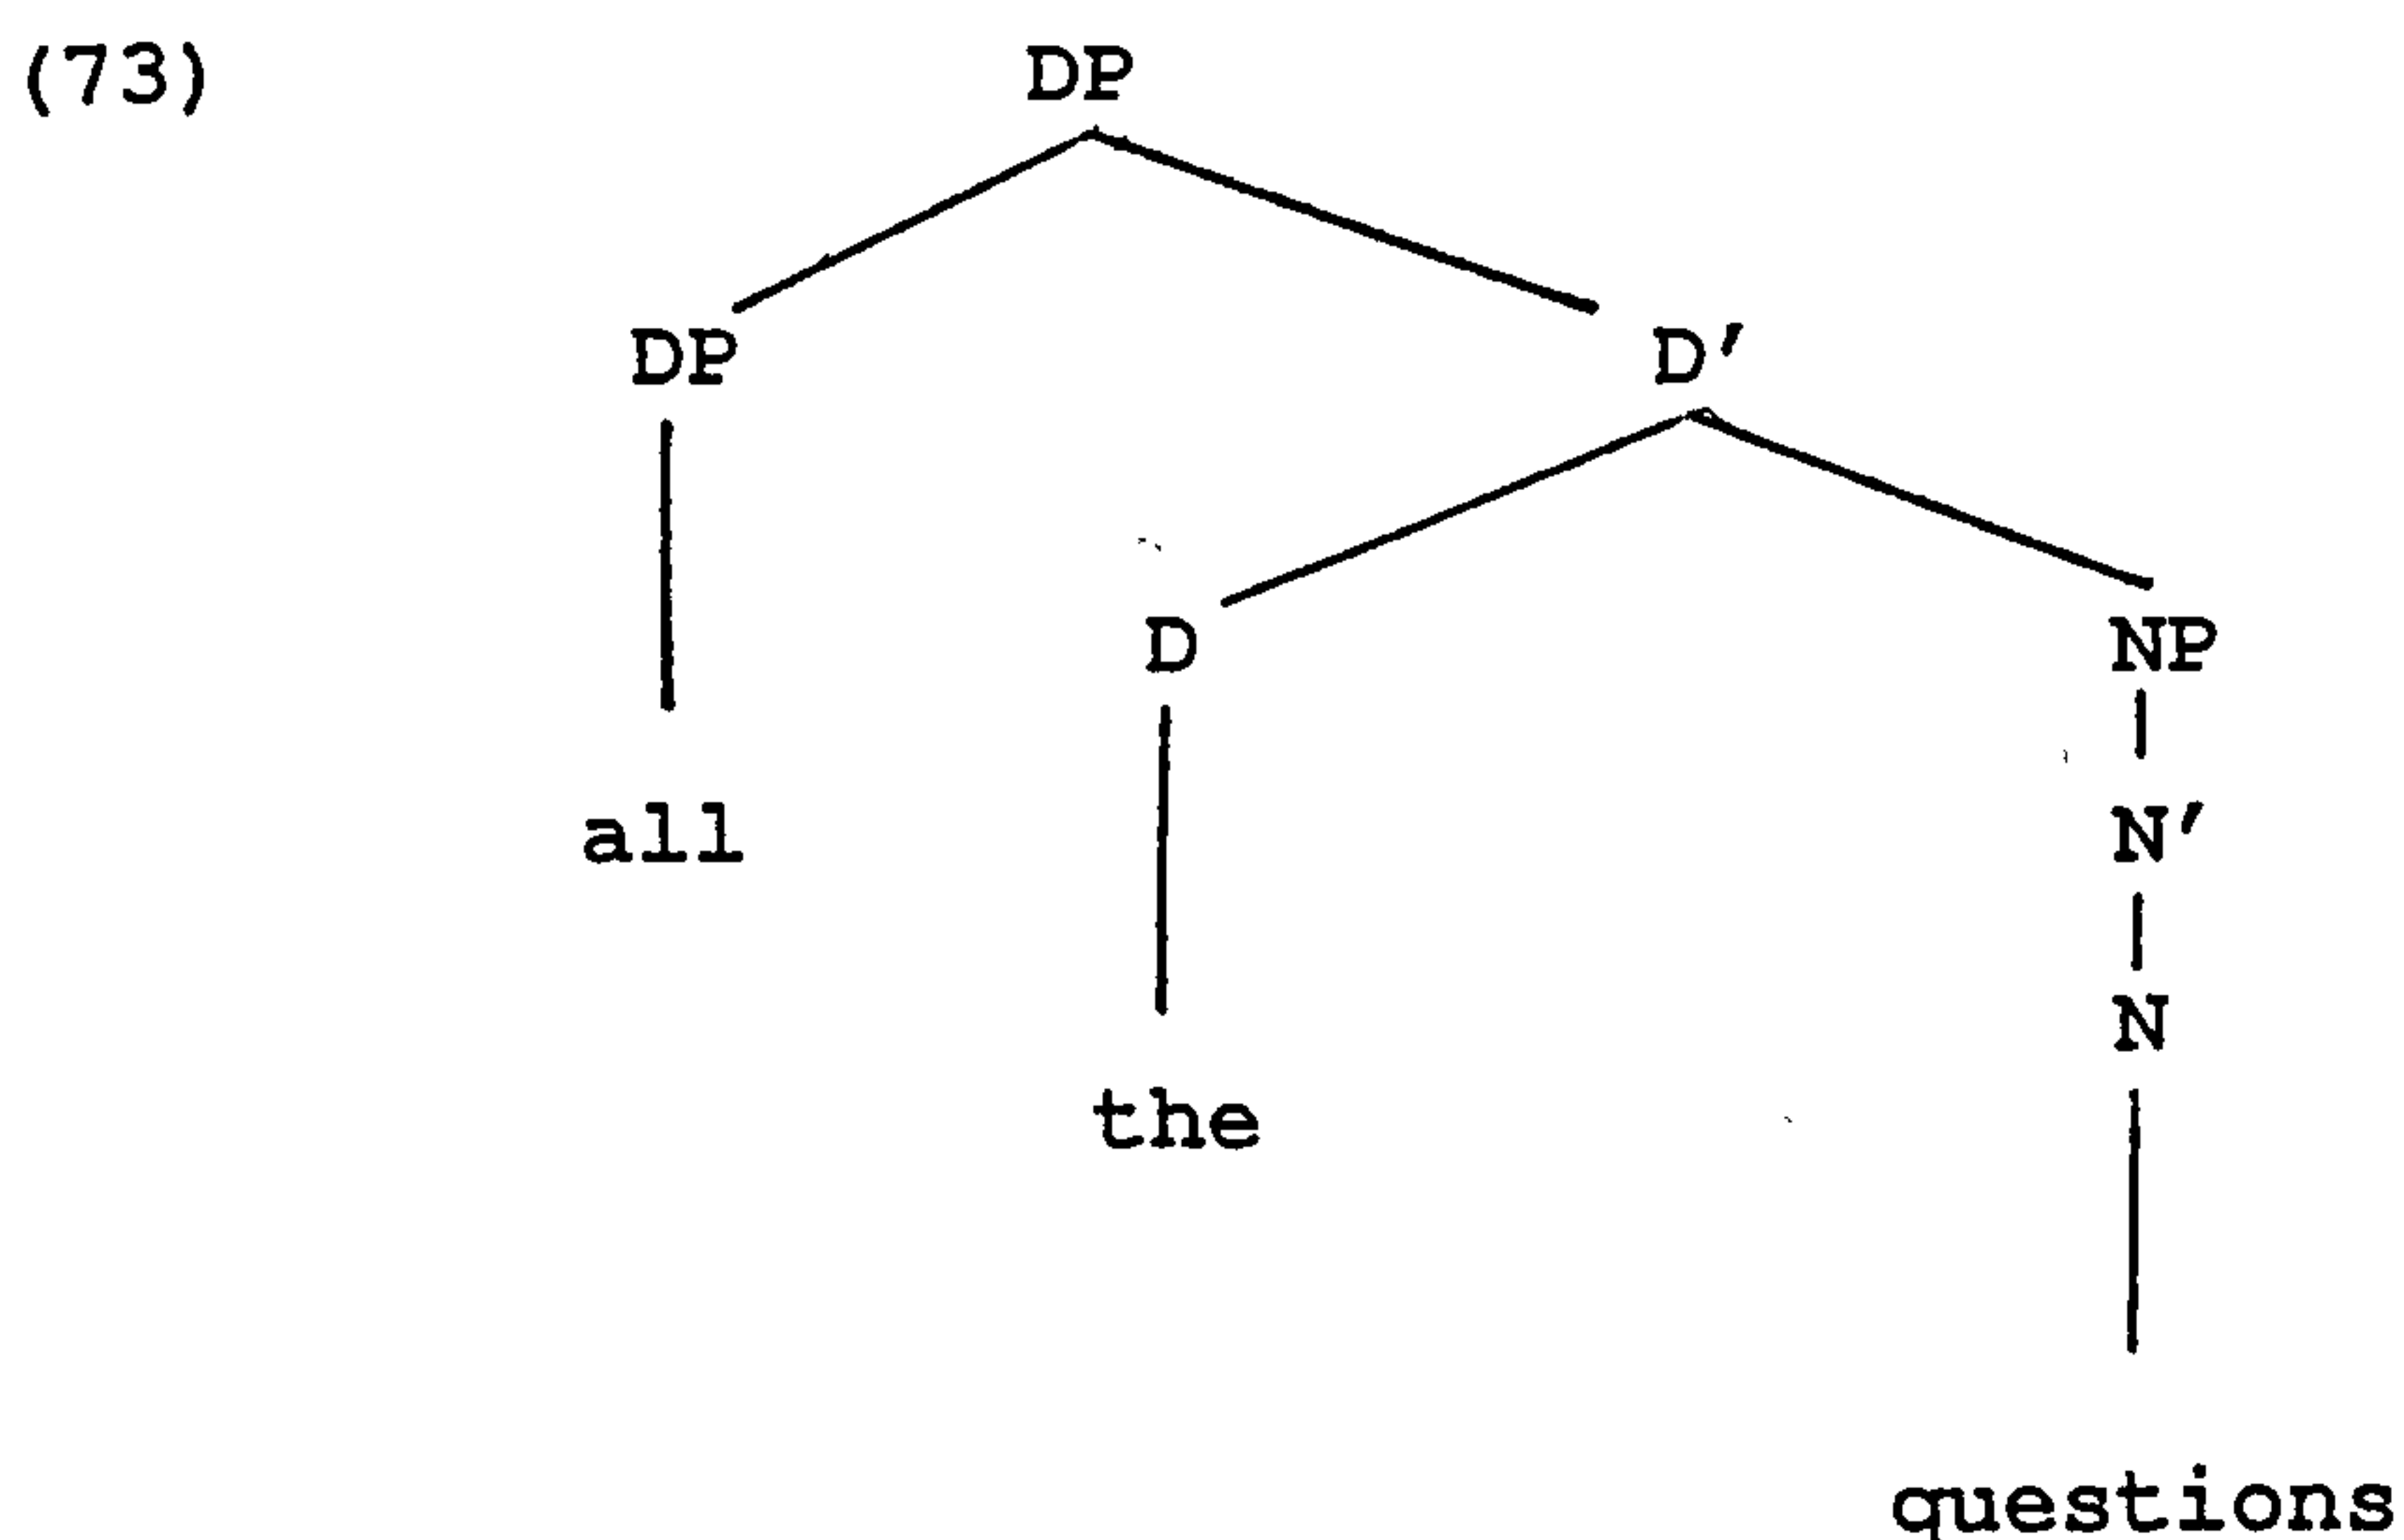 (73) DP
DP D′
D NP
all N′
N
the
questions